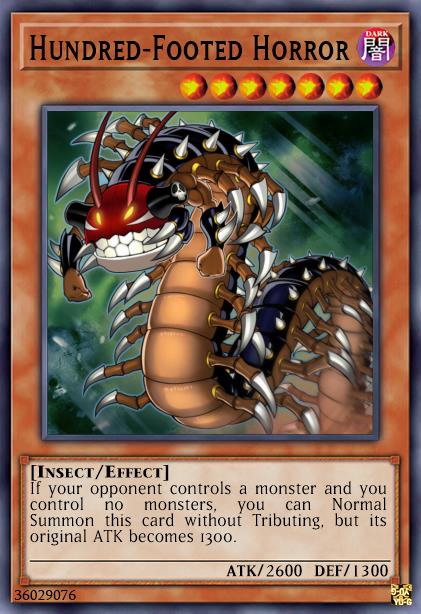 HUNDRED-FOOTED HORROR
DARK
闇
[INSECT/EFFECT]
If your opponent controls a monster and you
control no monsters, you can Normal
Summon this card without Tributing, but its
original ATK becomes 1300.
ATK/2600 DEF/1300
36029076